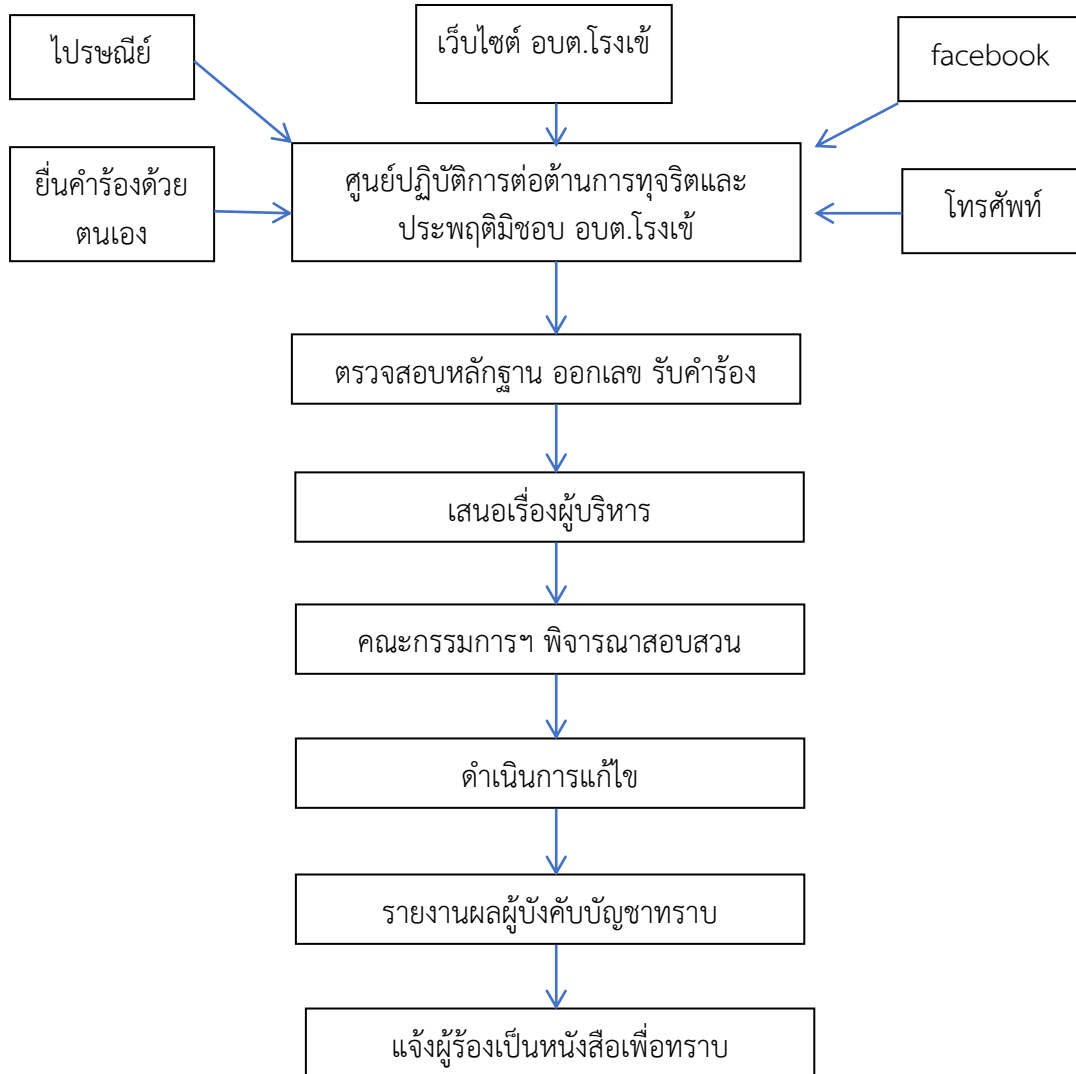 ไปรษณีย์
เว็บไซต์ อบต.โรงเข้
facebook
ยื่นคำร้องด้วย
ตนเอง
ศูนย์ปฏิบัติการต่อต้านการทุจริตและ
ประพฤติมิชอบ อบต.โรงเข้
โทรศัพท์
ตรวจสอบหลักฐาน ออกเลข รับคำร้อง
เสนอเรื่องผู้บริหาร
คณะกรรมการฯ พิจารณาสอบสวน
ดำเนินการแก้ไข
รายงานผลผู้บังคับบัญชาทราบ
แจ้งผู้ร้องเป็นหนังสือเพื่อทราบ